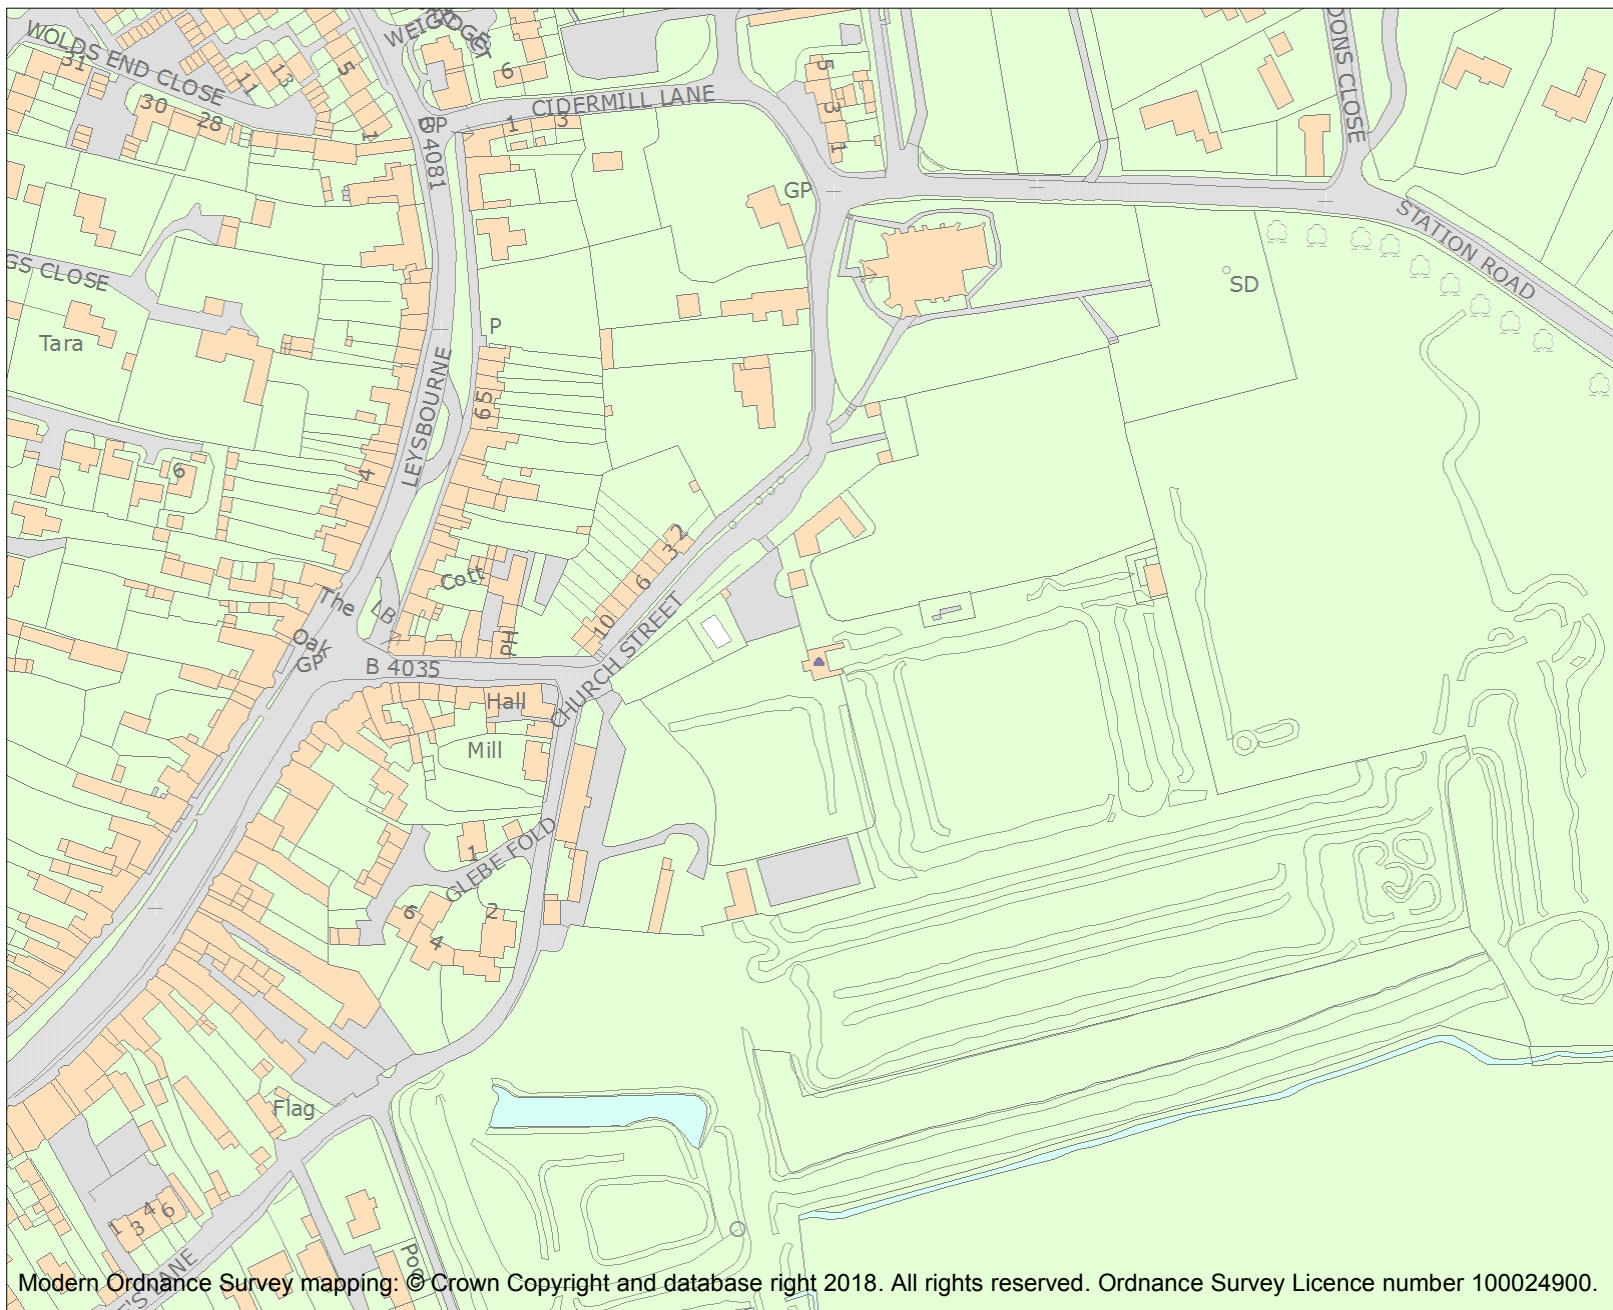 WOLDS END CLOSE
31
30
28
11
13
5
1
6
CIDERMILL LANE
GP
1
3
B 4081
5
3
1
GP
STATION ROAD
GS CLOSE
DONS CLOSE
SD
Tara
P
LEYSBOURNE
65
4
6
Cott
The
Oak
LB
GP
B 4035
PH
10
6
3
2
CHURCH STREET
Hall
Mill
GLEBE FOLD
1
6
2
4
Flag
1
3
4
6
E'S LANE
Modern Ordnance Survey mapping: © Crown Copyright and database right 2018. All rights reserved. Ordnance Survey Licence number 100024900.